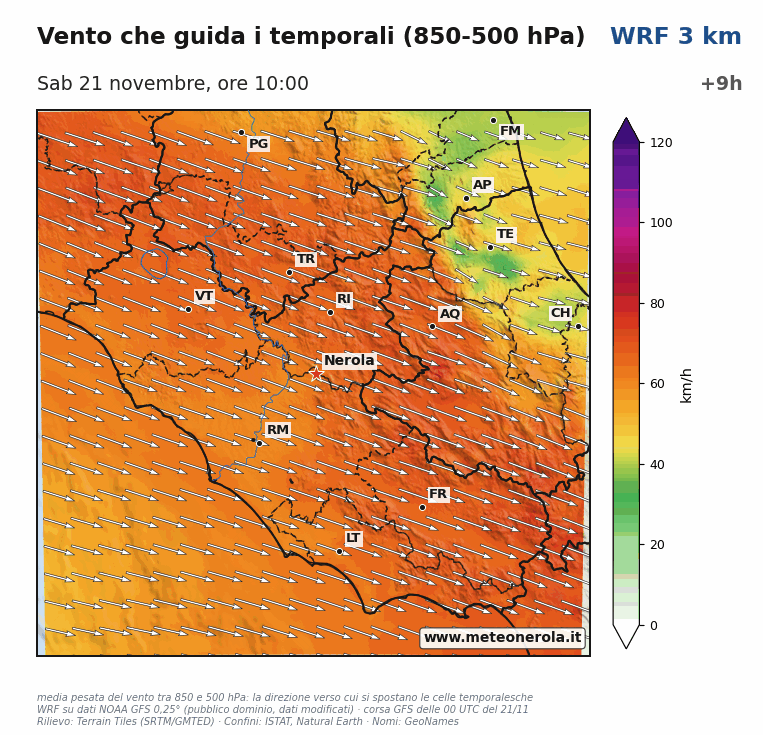 Vento che guida i temporali (850-500 hPa) WRF 3 km
Sab 21 novembre, ore 10:00 +9h
FM
PG
AP
TE
TR
VT
RI
AQ
CH
Nerola
RM
FR
LT
www.meteonerola.it
120
100
80
60
40
20
0
km/h
media pesata del vento tra 850 e 500 hPa: la direzione verso cui si spostano le celle temporalesche
WRF su dati NOAA GFS 0,25° (pubblico dominio, dati modificati) · corsa GFS delle 00 UTC del 21/11
Rilievo: Terrain Tiles (SRTM/GMTED) · Confini: ISTAT, Natural Earth · Nomi: GeoNames